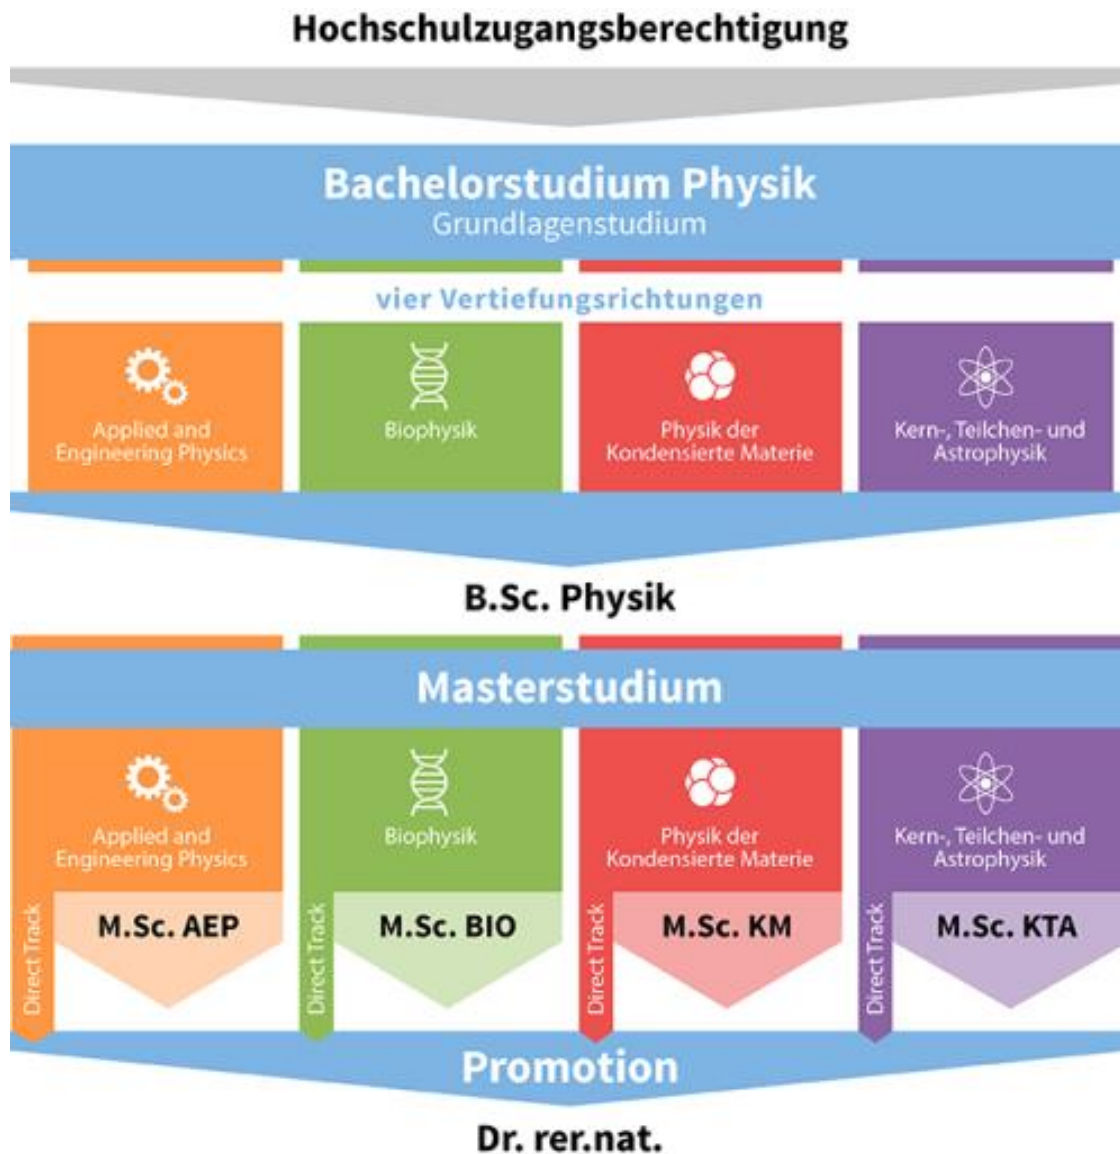 Hochschulzugangsberechtigung
Bachelorstudium Physik
Grundlagenstudium
vier Vertiefungsrichtungen
Applied and
Engineering Physics
Biophysik
Physik der
Kondensierte Materie
Kern-, Teilchen- und
Astrophysik
B.Sc. Physik
Masterstudium
Applied and
Engineering Physics
Biophysik
Physik der
Kondensierte Materie
Kern-, Teilchen- und
Astrophysik
Direct Track
M.Sc. AEP
Direct Track
M.Sc. BIO
Direct Track
M.Sc. KM
Direct Track
M.Sc. KTA
Promotion
Dr. rer.nat.